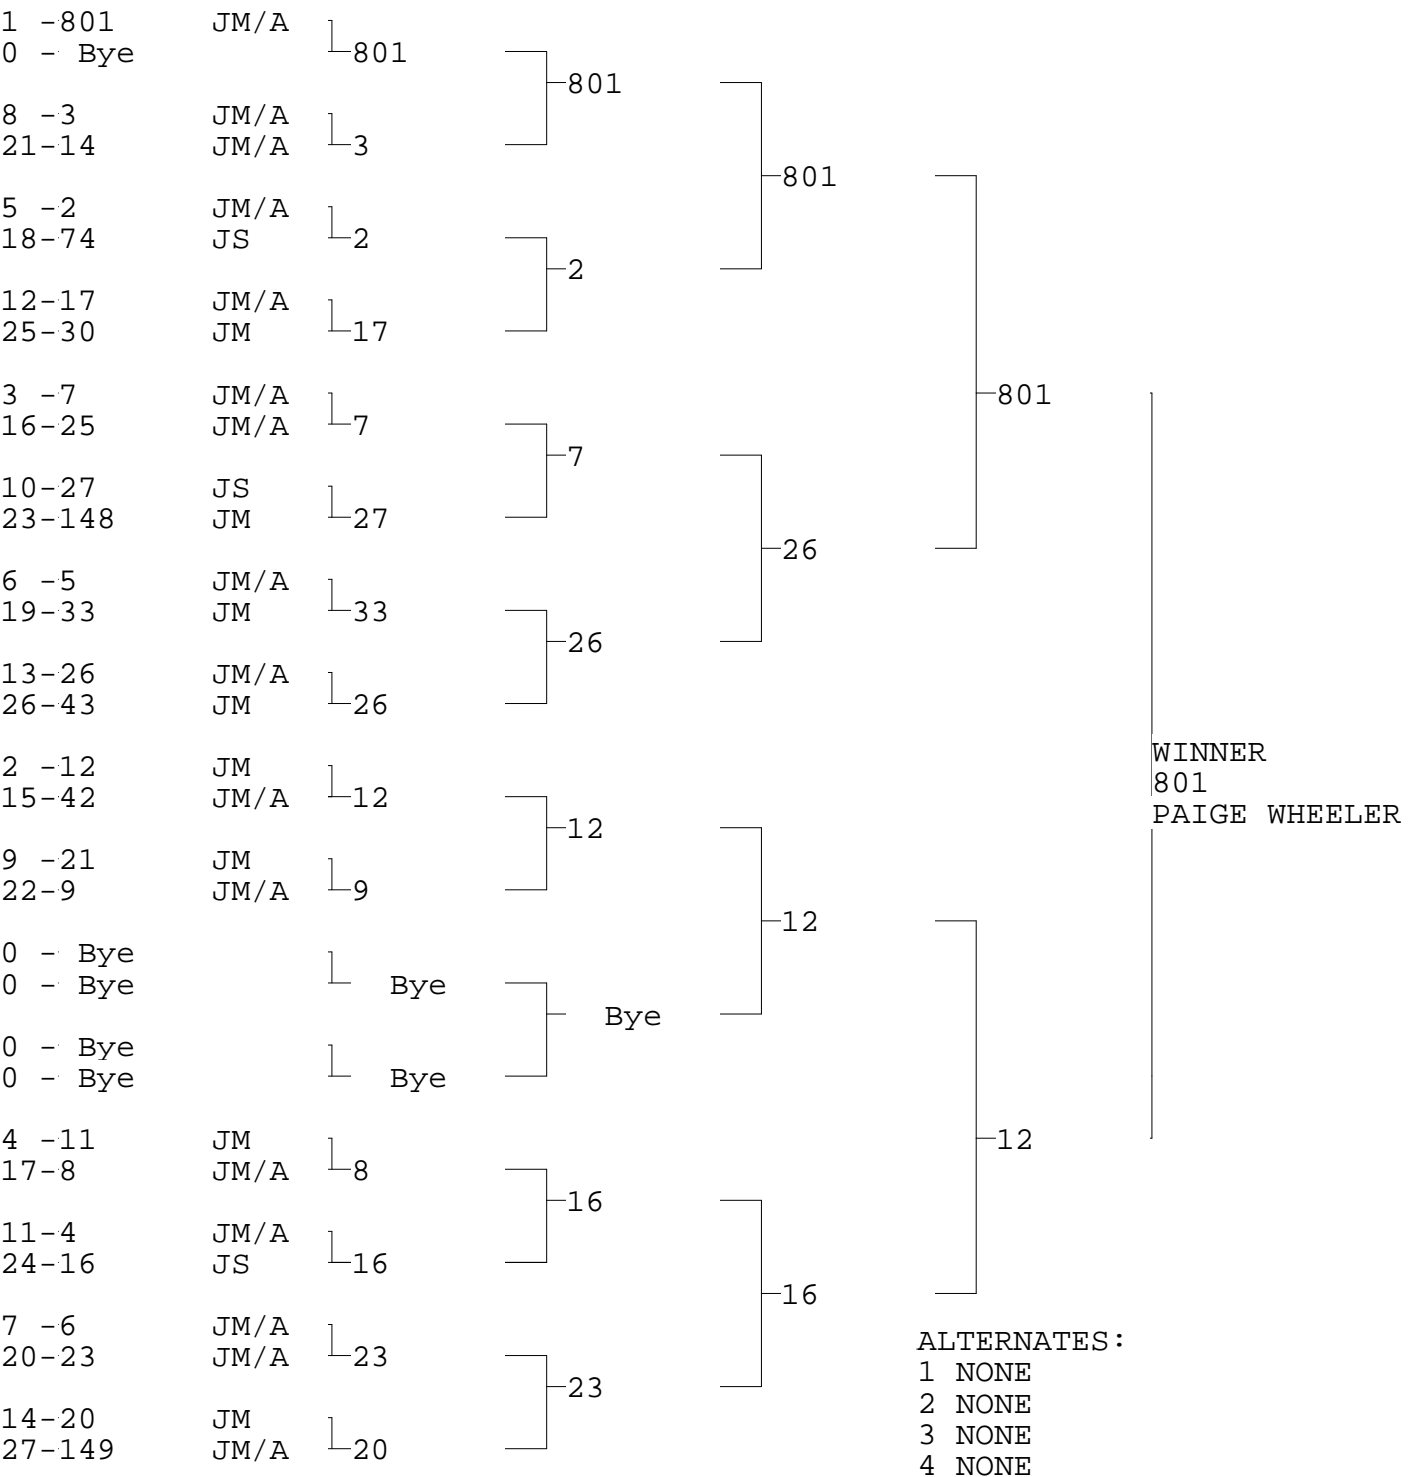 1 -801 JM/A
0 - Bye 801
801
8 -3 JM/A
21-14 JM/A 3
801
5 -2 JM/A
18-74 JS 2
2
12-17 JM/A
25-30 JM 17
3 -7 JM/A 801
16-25 JM/A 7
7
10-27 JS
23-148 JM 27
26
6 -5 JM/A
19-33 JM 33
26
13-26 JM/A
26-43 JM 26
WINNER
2 -12 JM
801
15-42 JM/A 12
PAIGE WHEELER
12
9 -21 JM
22-9 JM/A 9
12
0 - Bye
0 - Bye Bye
Bye
0 - Bye
0 - Bye Bye
4 -11 JM 12
17-8 JM/A 8
16
11-4 JM/A
24-16 JS 16
16
7 -6 JM/A
ALTERNATES:
20-23 JM/A 23
1 NONE
23
2 NONE
14-20 JM
3 NONE
27-149 JM/A 20
4 NONE